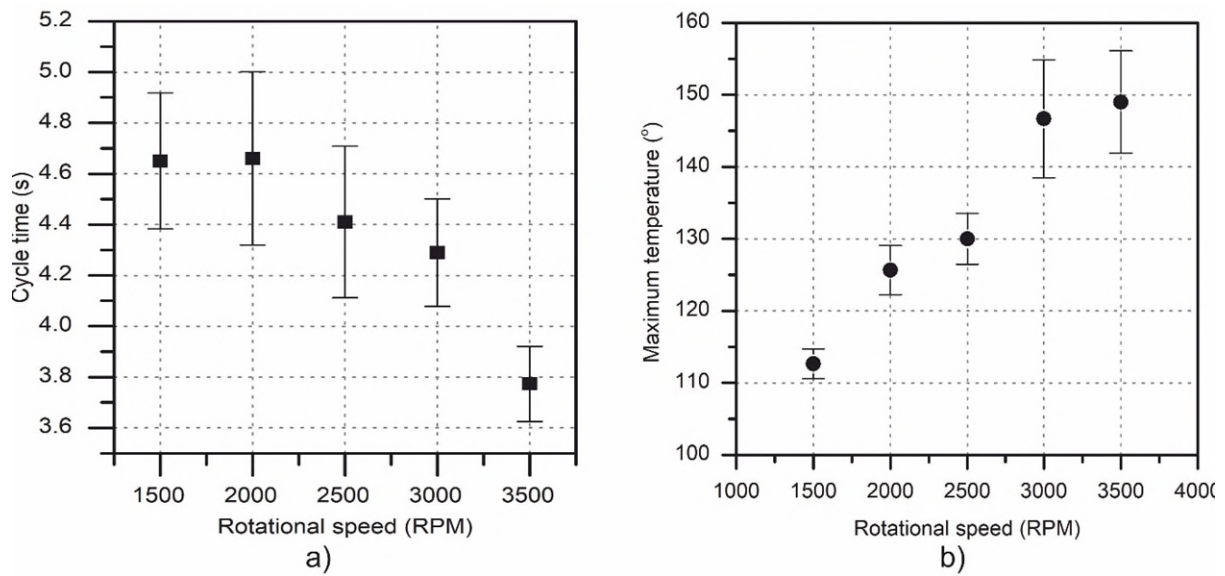 5.2
5.0
4.8
4.6
4.4
4.2
4.0
3.8
3.6
Cycle time (s)
1500 2000 2500 3000 3500
Rotational speed (RPM)
a)
160
150
140
130
120
110
100
Maximum temperature (°)
1000 1500 2000 2500 3000 3500 4000
Rotational speed (RPM)
b)